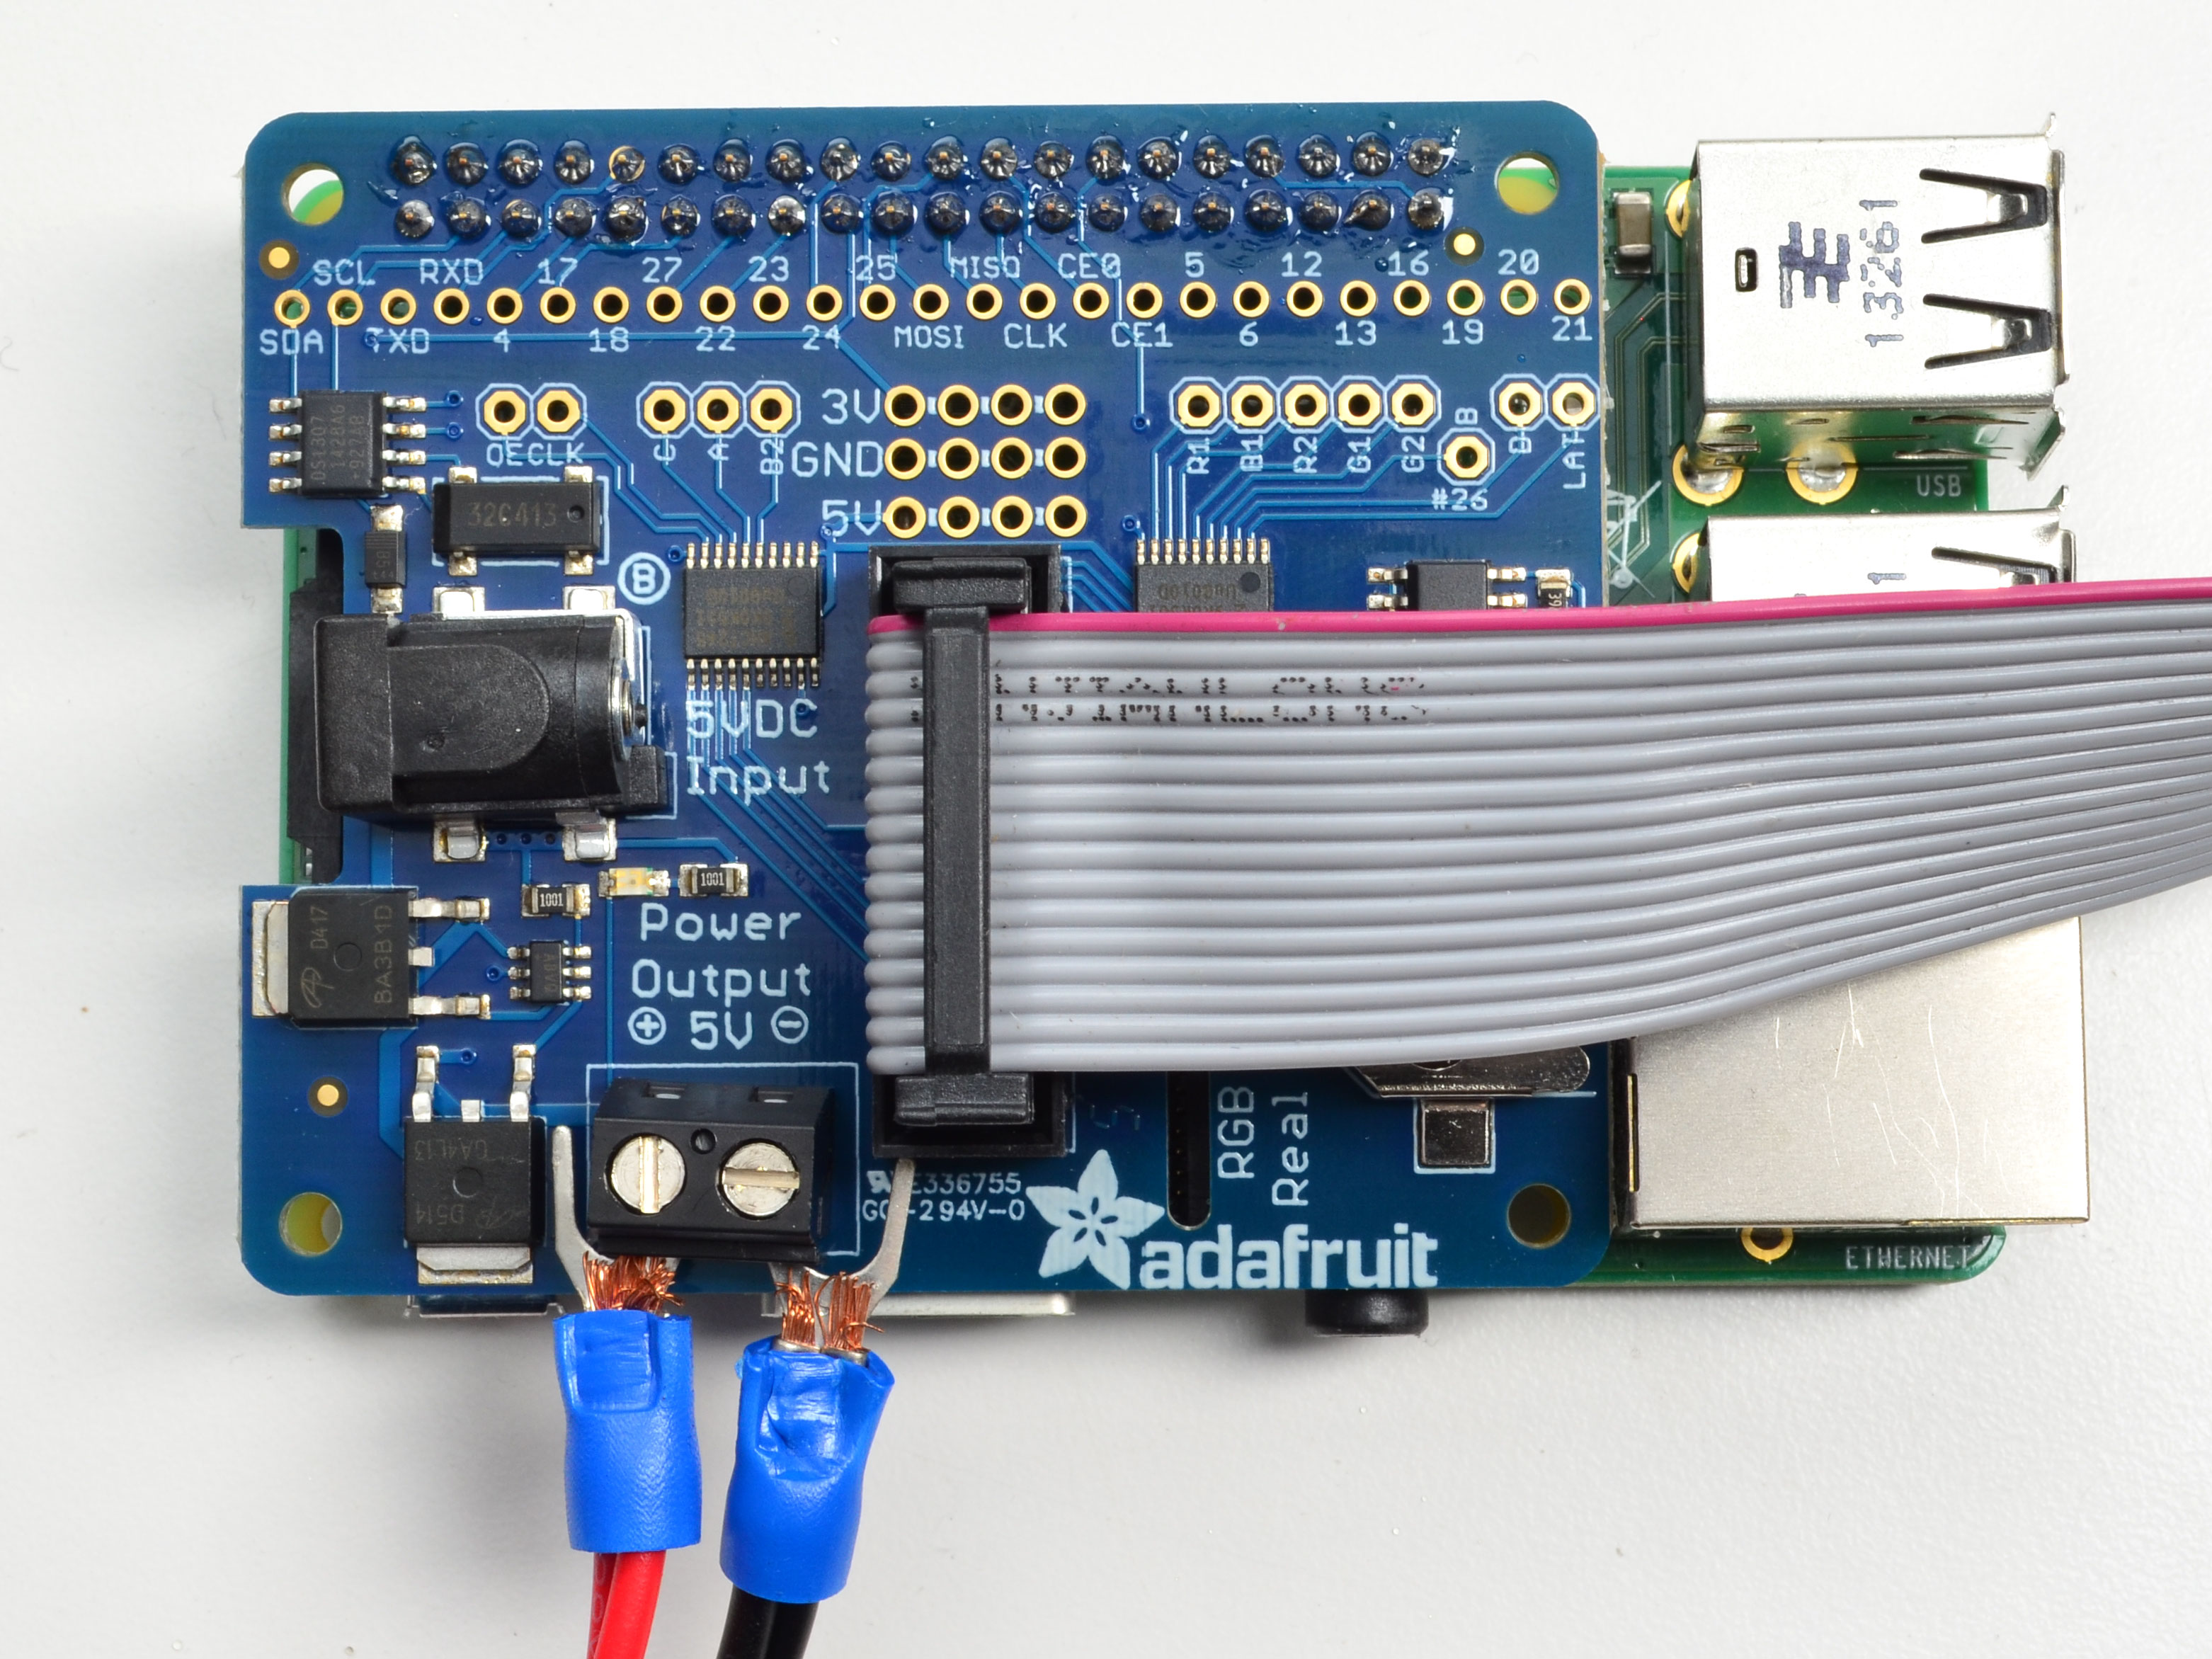 SCL RXD 17 27 23 25 MISO CE0 5 12 16 20
SDA TXD 4 18 22 24 MOSI CLK CE1 6 13 19 21
OE CLK C A B2
3V
GND
5V
R1 B1 R2 G1 G2 B D LAT
#26
DS1307
32C413
B
5VDC
Input
1001
1001
Power
Output
+ 5V -
D417
BA3B1D
GA4L13
D514
E336755
294V-0
RGB
Real
adafruit
13261
USB
ETHERNET